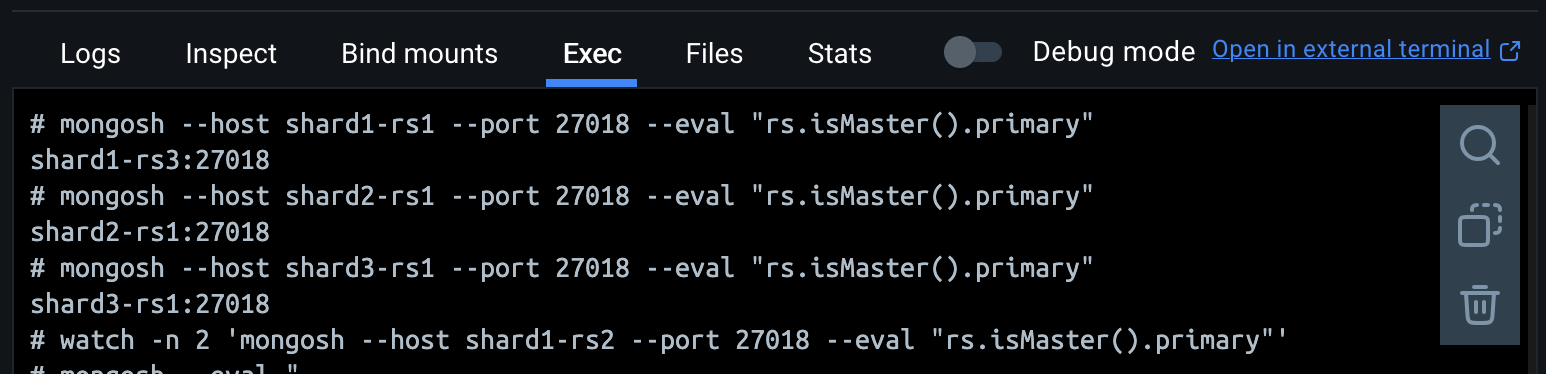 Logs Inspect Bind mounts Exec Files Stats Debug mode Open in external terminal
# mongosh --host shard1-rs1 --port 27018 --eval "rs.isMaster().primary"
shard1-rs3:27018
# mongosh --host shard2-rs1 --port 27018 --eval "rs.isMaster().primary"
shard2-rs1:27018
# mongosh --host shard3-rs1 --port 27018 --eval "rs.isMaster().primary"
shard3-rs1:27018
# watch -n 2 'mongosh --host shard1-rs2 --port 27018 --eval "rs.isMaster().primary"'
# mongosh --eval "